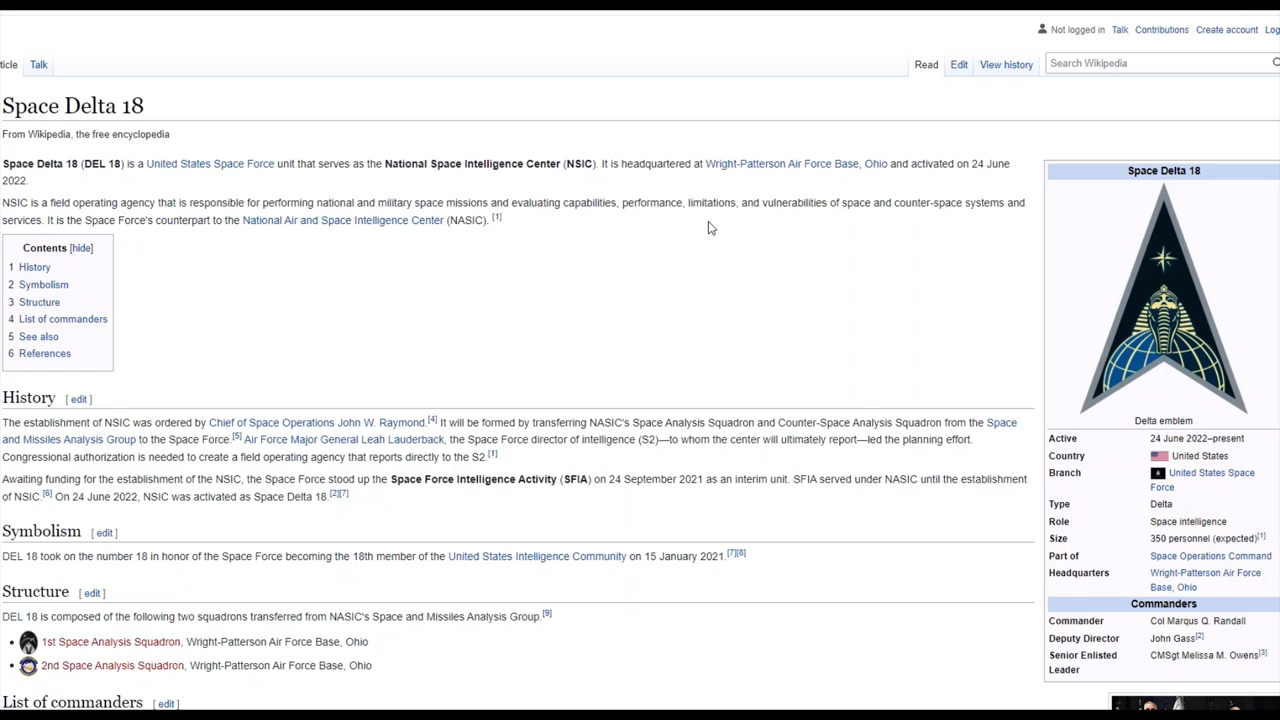 Not logged in Talk Contributions Create account Log
ticle Talk Read Edit View history Search Wikipedia
Space Delta 18
From Wikipedia, the free encyclopedia
Space Delta 18 (DEL 18) is a United States Space Force unit that serves as the National Space Intelligence Center (NSIC). It is headquartered at Wright-Patterson Air Force Base, Ohio and activated on 24 June
2022.
NSIC is a field operating agency that is responsible for performing national and military space missions and evaluating capabilities, performance, limitations, and vulnerabilities of space and counter-space systems and
services. It is the Space Force's counterpart to the National Air and Space Intelligence Center (NASIC). [1]
Contents [hide]
1 History
2 Symbolism
3 Structure
4 List of commanders
5 See also
6 References
History [ edit ]
The establishment of NSIC was ordered by Chief of Space Operations John W. Raymond.[4] It will be formed by transferring NASIC's Space Analysis Squadron and Counter-Space Analysis Squadron from the Space
and Missiles Analysis Group to the Space Force.[5] Air Force Major General Leah Lauderback, the Space Force director of intelligence (S2)—to whom the center will ultimately report—led the planning effort.
Congressional authorization is needed to create a field operating agency that reports directly to the S2.[1]
Awaiting funding for the establishment of the NSIC, the Space Force stood up the Space Force Intelligence Activity (SFIA) on 24 September 2021 as an interim unit. SFIA served under NASIC until the establishment
of NSIC.[6] On 24 June 2022, NSIC was activated as Space Delta 18.[2][7]
Symbolism [ edit ]
DEL 18 took on the number 18 in honor of the Space Force becoming the 18th member of the United States Intelligence Community on 15 January 2021.[7][8]
Structure [ edit ]
DEL 18 is composed of the following two squadrons transferred from NASIC's Space and Missiles Analysis Group.[9]
• 1st Space Analysis Squadron, Wright-Patterson Air Force Base, Ohio
• 2nd Space Analysis Squadron, Wright-Patterson Air Force Base, Ohio
List of commanders [ edit ]
Space Delta 18
Delta emblem
Active 24 June 2022–present
Country United States
Branch United States Space
Force
Type Delta
Role Space intelligence
Size 350 personnel (expected)[1]
Part of Space Operations Command
Headquarters Wright-Patterson Air Force
Base, Ohio
Commanders
Commander Col Marqus Q. Randall
Deputy Director John Gass[2]
Senior Enlisted CMSgt Melissa M. Owens[3]
Leader